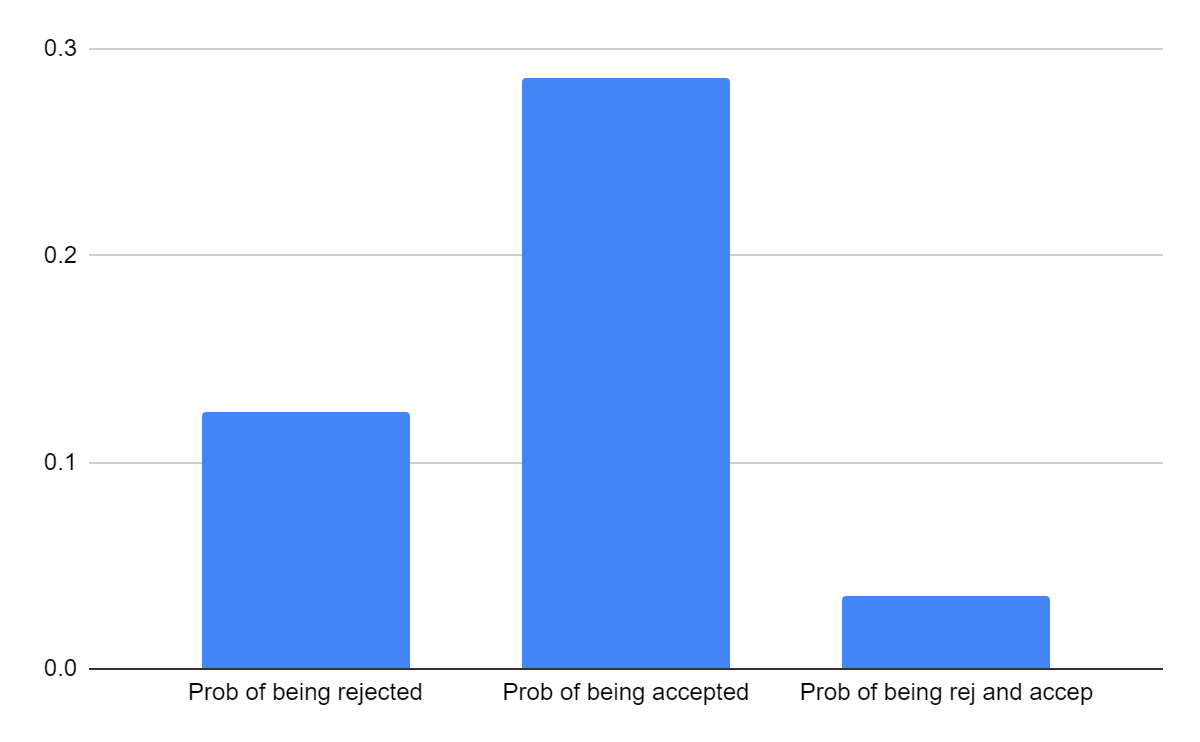 0.3
0.2
0.1
0.0
Prob of being rejected
Prob of being accepted
Prob of being rej and accep